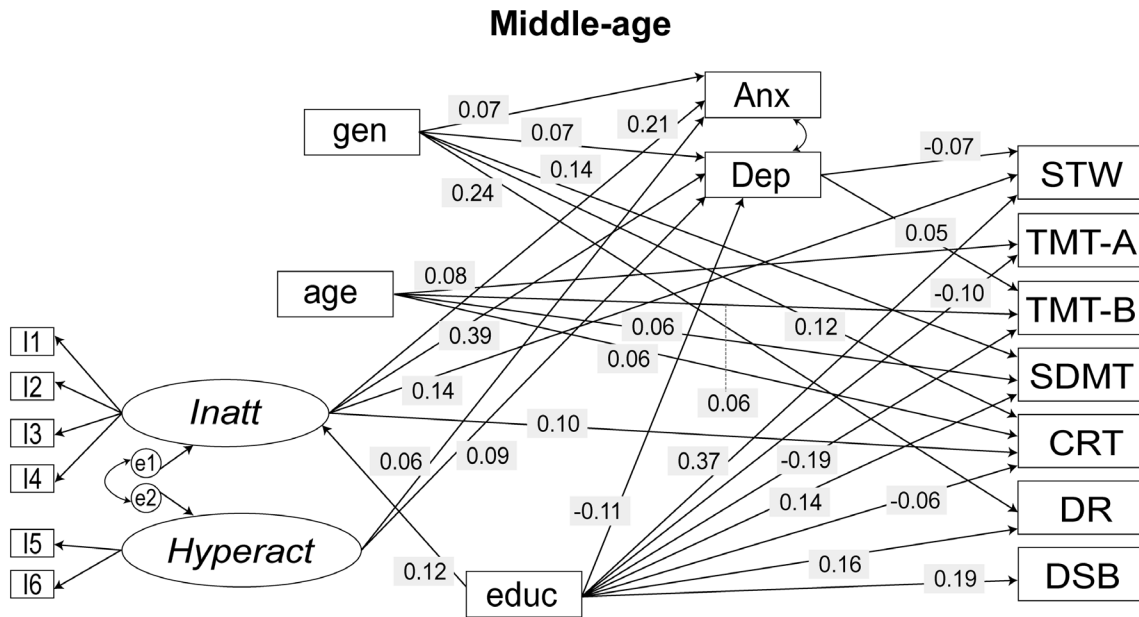 Middle-age
Anx
0.07
0.21
gen
0.07
Dep
-0.07
STW
0.14
0.24
0.05
TMT-A
0.08
age
-0.10
TMT-B
0.39
0.06
0.12
0.06
SDMT
I1
I2
Inatt
0.14
0.06
I3
0.10
CRT
I4
e1
0.06
0.09
0.37
-0.19
e2
-0.11
0.14
-0.06
DR
I5
Hyperact
0.12
0.16
I6
educ
0.19
DSB